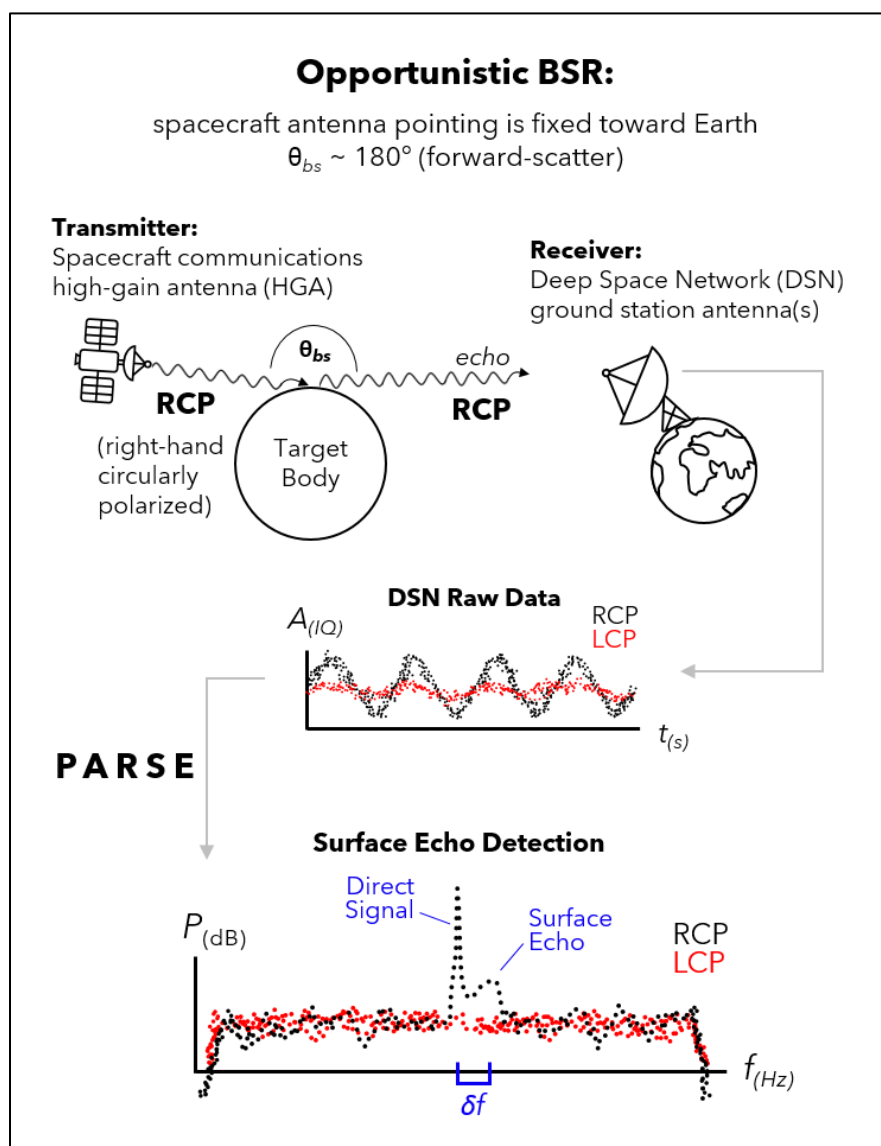 Opportunistic BSR:
spacecraft antenna pointing is fixed toward Earth
θbs ~ 180° (forward-scatter)
Transmitter:
Spacecraft communications
high-gain antenna (HGA)
Receiver:
Deep Space Network (DSN)
ground station antenna(s)
θbs
echo
RCP
RCP
(right-hand
circularly
polarized)
Target
Body
DSN Raw Data
A(IQ)
RCP
LCP
t(s)
PARSE
Surface Echo Detection
Direct
Signal
Surface
Echo
P(dB)
RCP
LCP
f(Hz)
δf